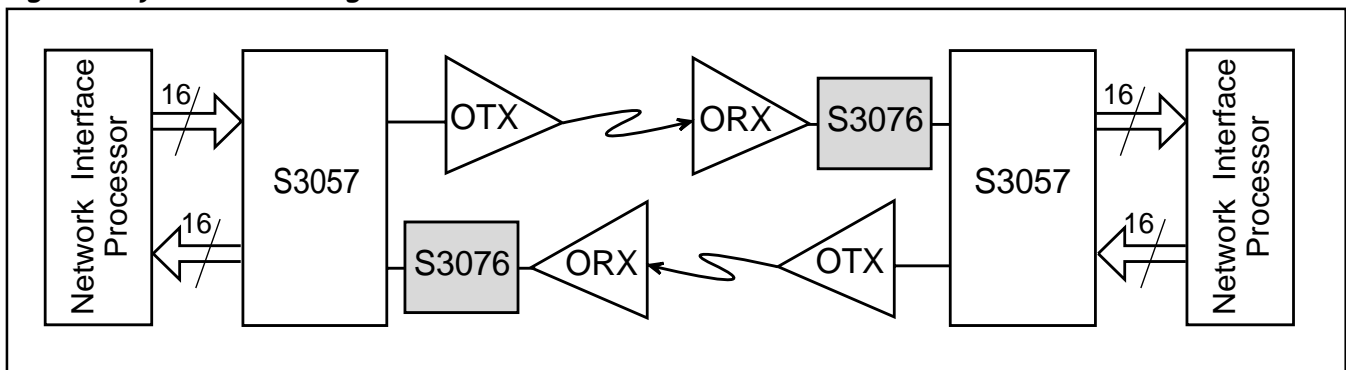 Network Interface
Processor
16
16
S3057
OTX
ORX
S3076
S3076
ORX
OTX
S3057
16
16
Network Interface
Processor